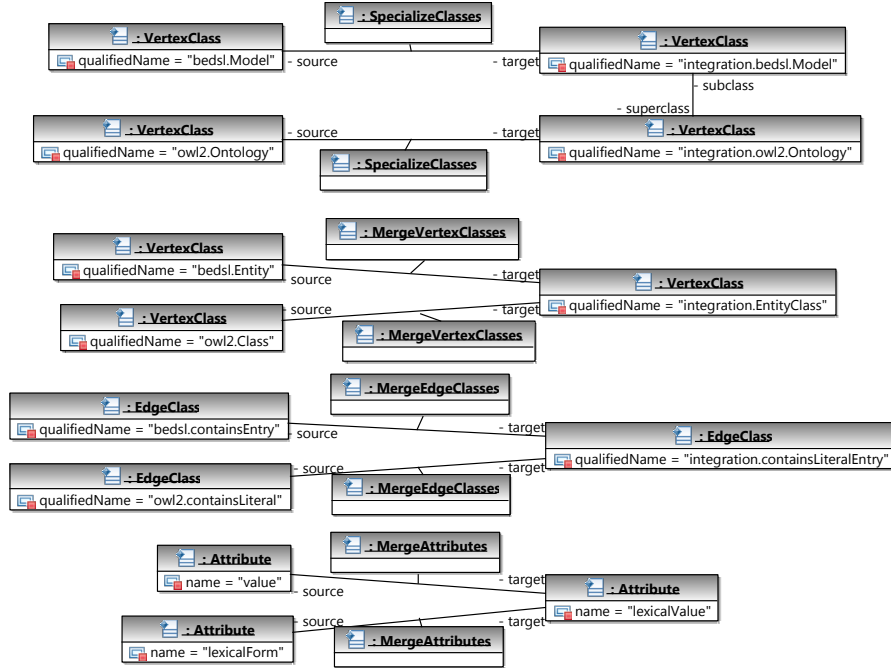 : SpecializeClasses
: VertexClass
qualifiedName = "bedsl.Model"
- source
- target
: VertexClass
qualifiedName = "integration.bedsl.Model"
- subclass
- superclass
: VertexClass
qualifiedName = "owl2.Ontology"
- source
- target
: VertexClass
qualifiedName = "integration.owl2.Ontology"
: SpecializeClasses
: MergeVertexClasses
: VertexClass
qualifiedName = "bedsl.Entity"
- source
- target
: VertexClass
qualifiedName = "integration.EntityClass"
- source
- target
: VertexClass
qualifiedName = "owl2.Class"
: MergeVertexClasses
: MergeEdgeClasses
: EdgeClass
qualifiedName = "bedsl.containsEntry"
- source
- target
: EdgeClass
qualifiedName = "integration.containsLiteralEntry"
- source
- target
: EdgeClass
qualifiedName = "owl2.containsLiteral"
: MergeEdgeClasses
: MergeAttributes
: Attribute
name = "value"
- source
- target
: Attribute
name = "lexicalValue"
- source
- target
: Attribute
name = "lexicalForm"
: MergeAttributes